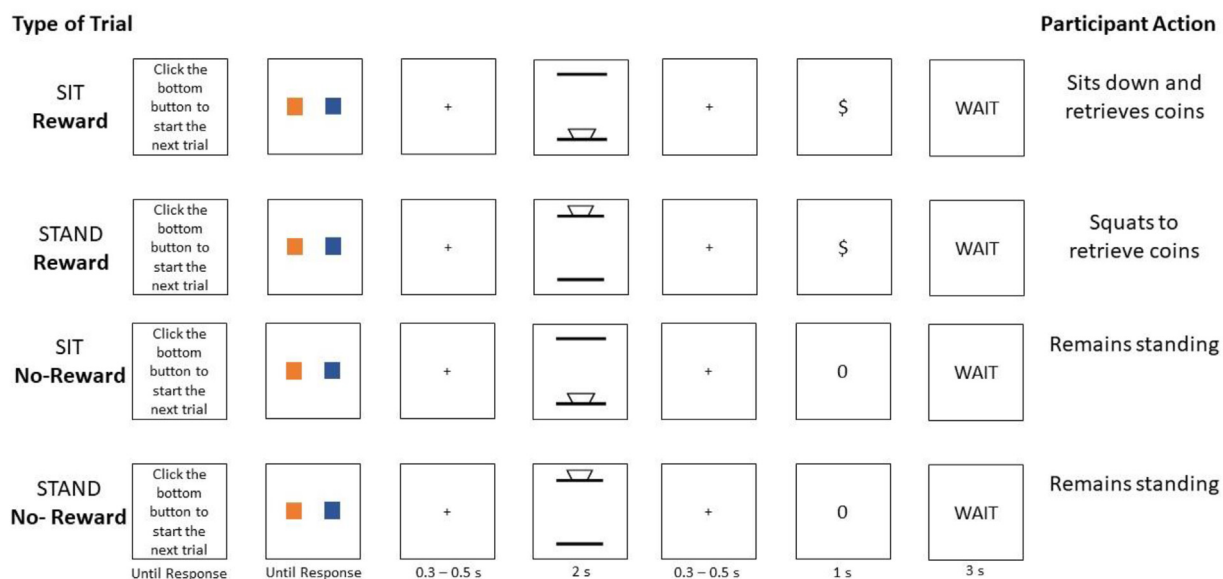 Type of Trial
Participant Action
SIT
Reward
Click the
bottom
button to
start the
next trial
+
+
$
WAIT
Sits down and
retrieves coins
STAND
Reward
Click the
bottom
button to
start the
next trial
+
+
$
WAIT
Squats to
retrieve coins
SIT
No-Reward
Click the
bottom
button to
start the
next trial
+
+
0
WAIT
Remains standing
STAND
No- Reward
Click the
bottom
button to
start the
next trial
+
+
0
WAIT
Remains standing
Until Response
Until Response
0.3 – 0.5 s
2 s
0.3 – 0.5 s
1 s
3 s